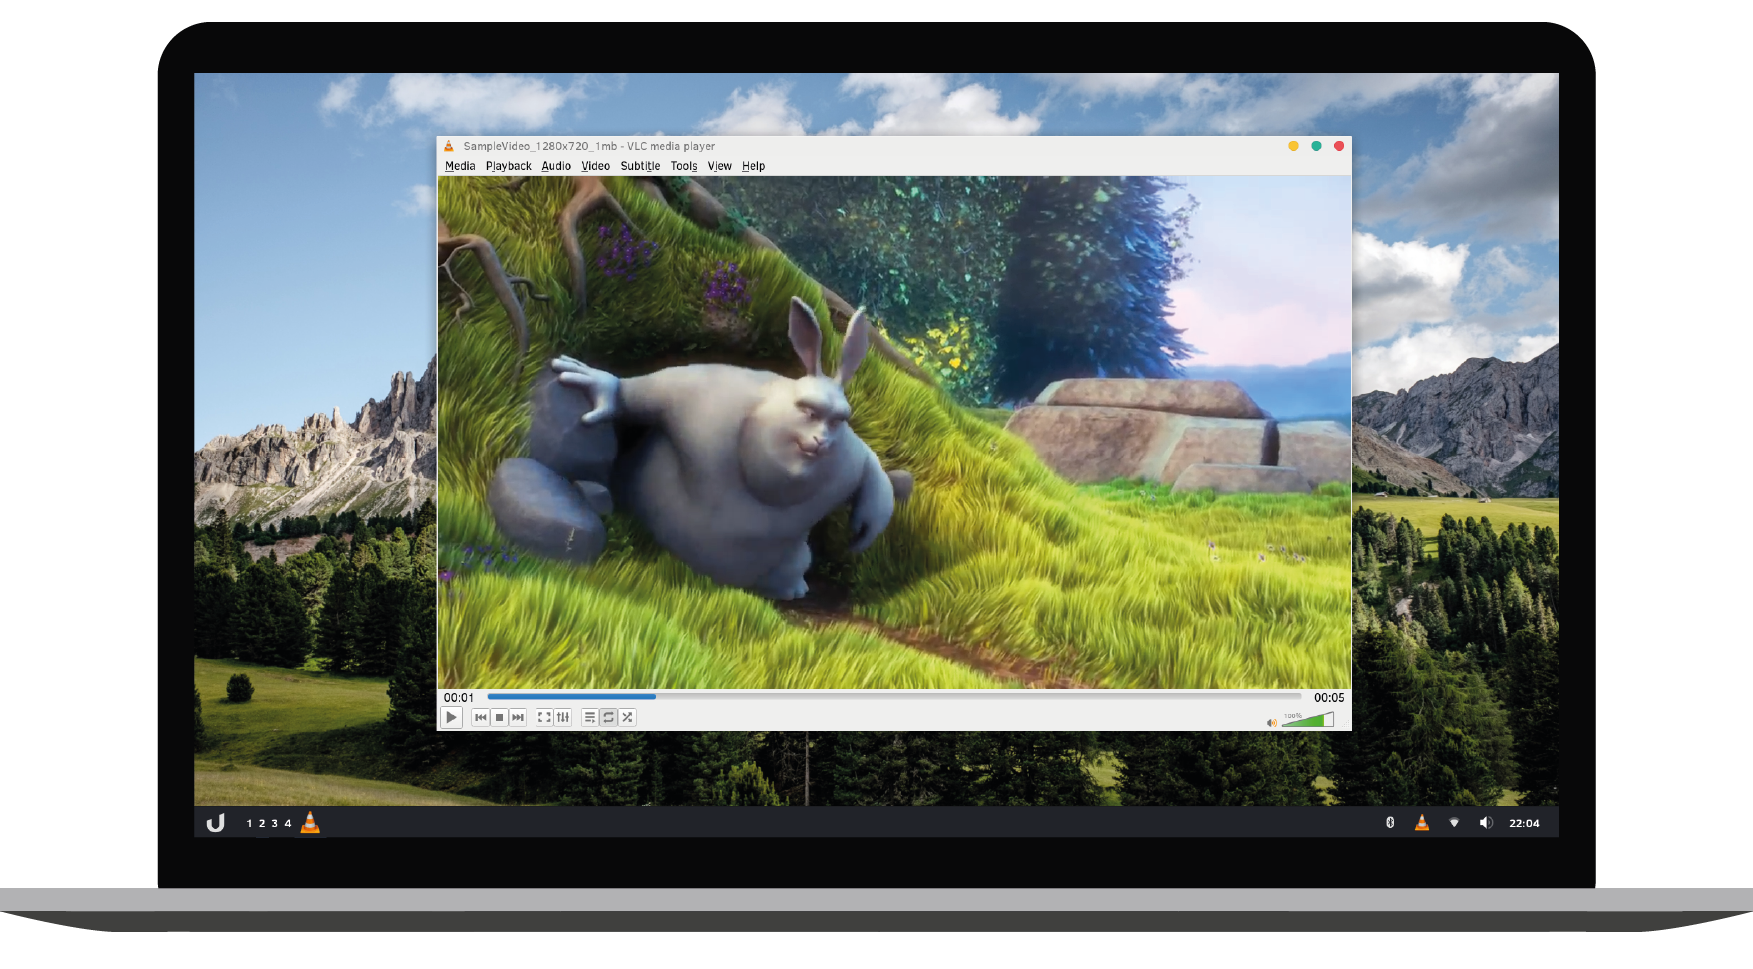 SampleVideo_1280x720_1mb - VLC media player
Media Playback Audio Video Subtitle Tools View Help
00:01 00:05
100%
1 2 3 4 22:04